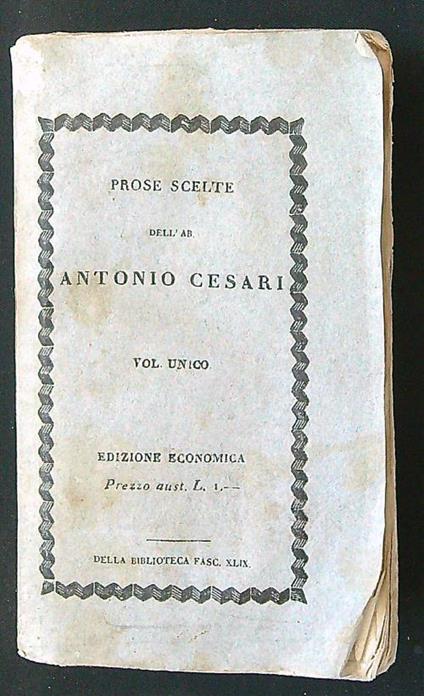 PROSE SCELTE
DELL' AB.
ANTONIO CESARI
VOL. UNICO
EDIZIONE ECONOMICA
Prezzo aust. L. 1.--
DELLA BIBLIOTECA FASC. XLIX.